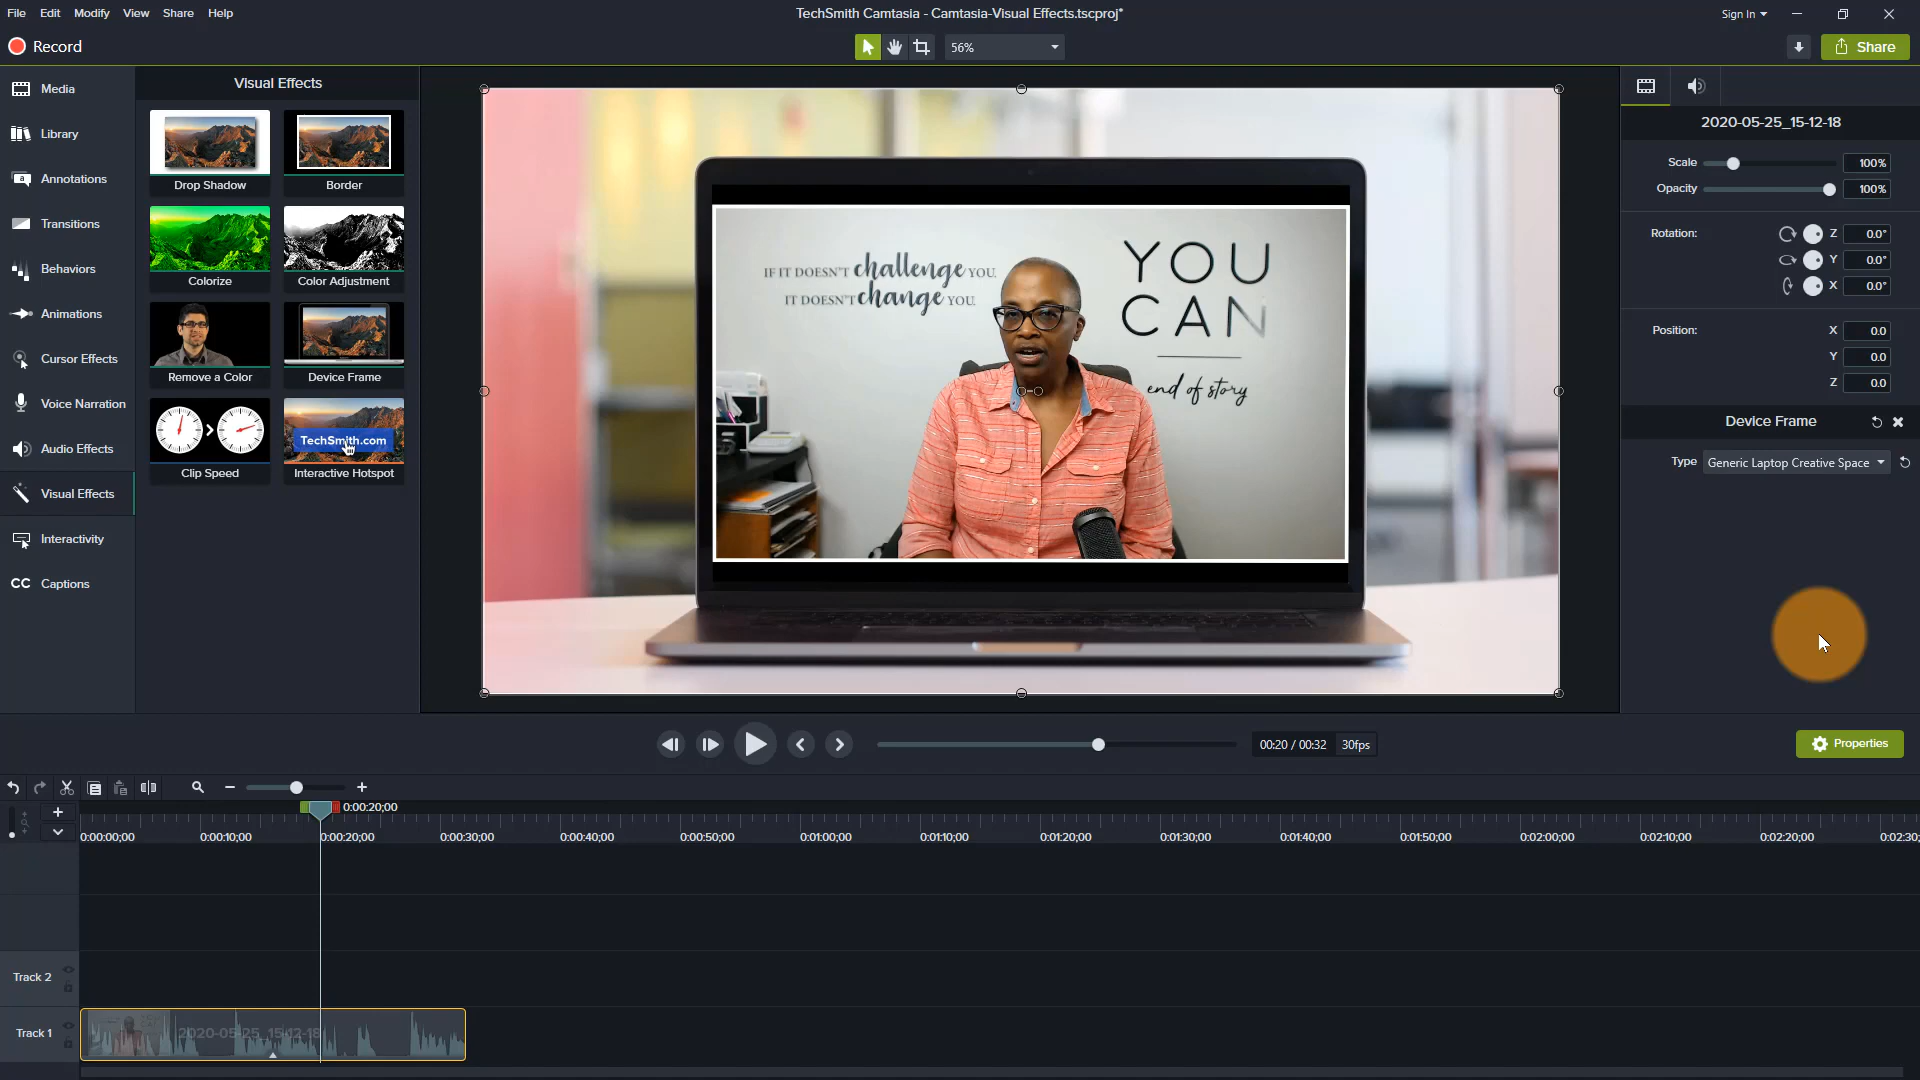 File Edit Modify View Share Help
TechSmith Camtasia - Camtasia-Visual Effects.tscproj*
Sign In
Record
56%
Share
Media
Library
Annotations
Transitions
Behaviors
Animations
Cursor Effects
Voice Narration
Audio Effects
Visual Effects
Interactivity
CC Captions
Visual Effects
Drop Shadow Border
Colorize Color Adjustment
Remove a Color Device Frame
TechSmith.com
Clip Speed Interactive Hotspot
IF IT DOESN'T challenge YOU,
IT DOESN'T change YOU.
YOU
CAN
end of story
2020-05-25_15-12-18
Scale 100%
Opacity 100%
Rotation: Z 0.0°
Y 0.0°
X 0.0°
Position: X 0.0
Y 0.0
Z 0.0
Device Frame
Type Generic Laptop Creative Space
00:20 / 00:32 30fps
Properties
0:00:20;00
0:00:00;00 0:00:10;00 0:00:20;00 0:00:30;00 0:00:40;00 0:00:50;00 0:01:00;00 0:01:10;00 0:01:20;00 0:01:30;00 0:01:40;00 0:01:50;00 0:02:00;00 0:02:10;00 0:02:20;00 0:02:30;
Track 2
Track 1
2020-05-25_15-12-18